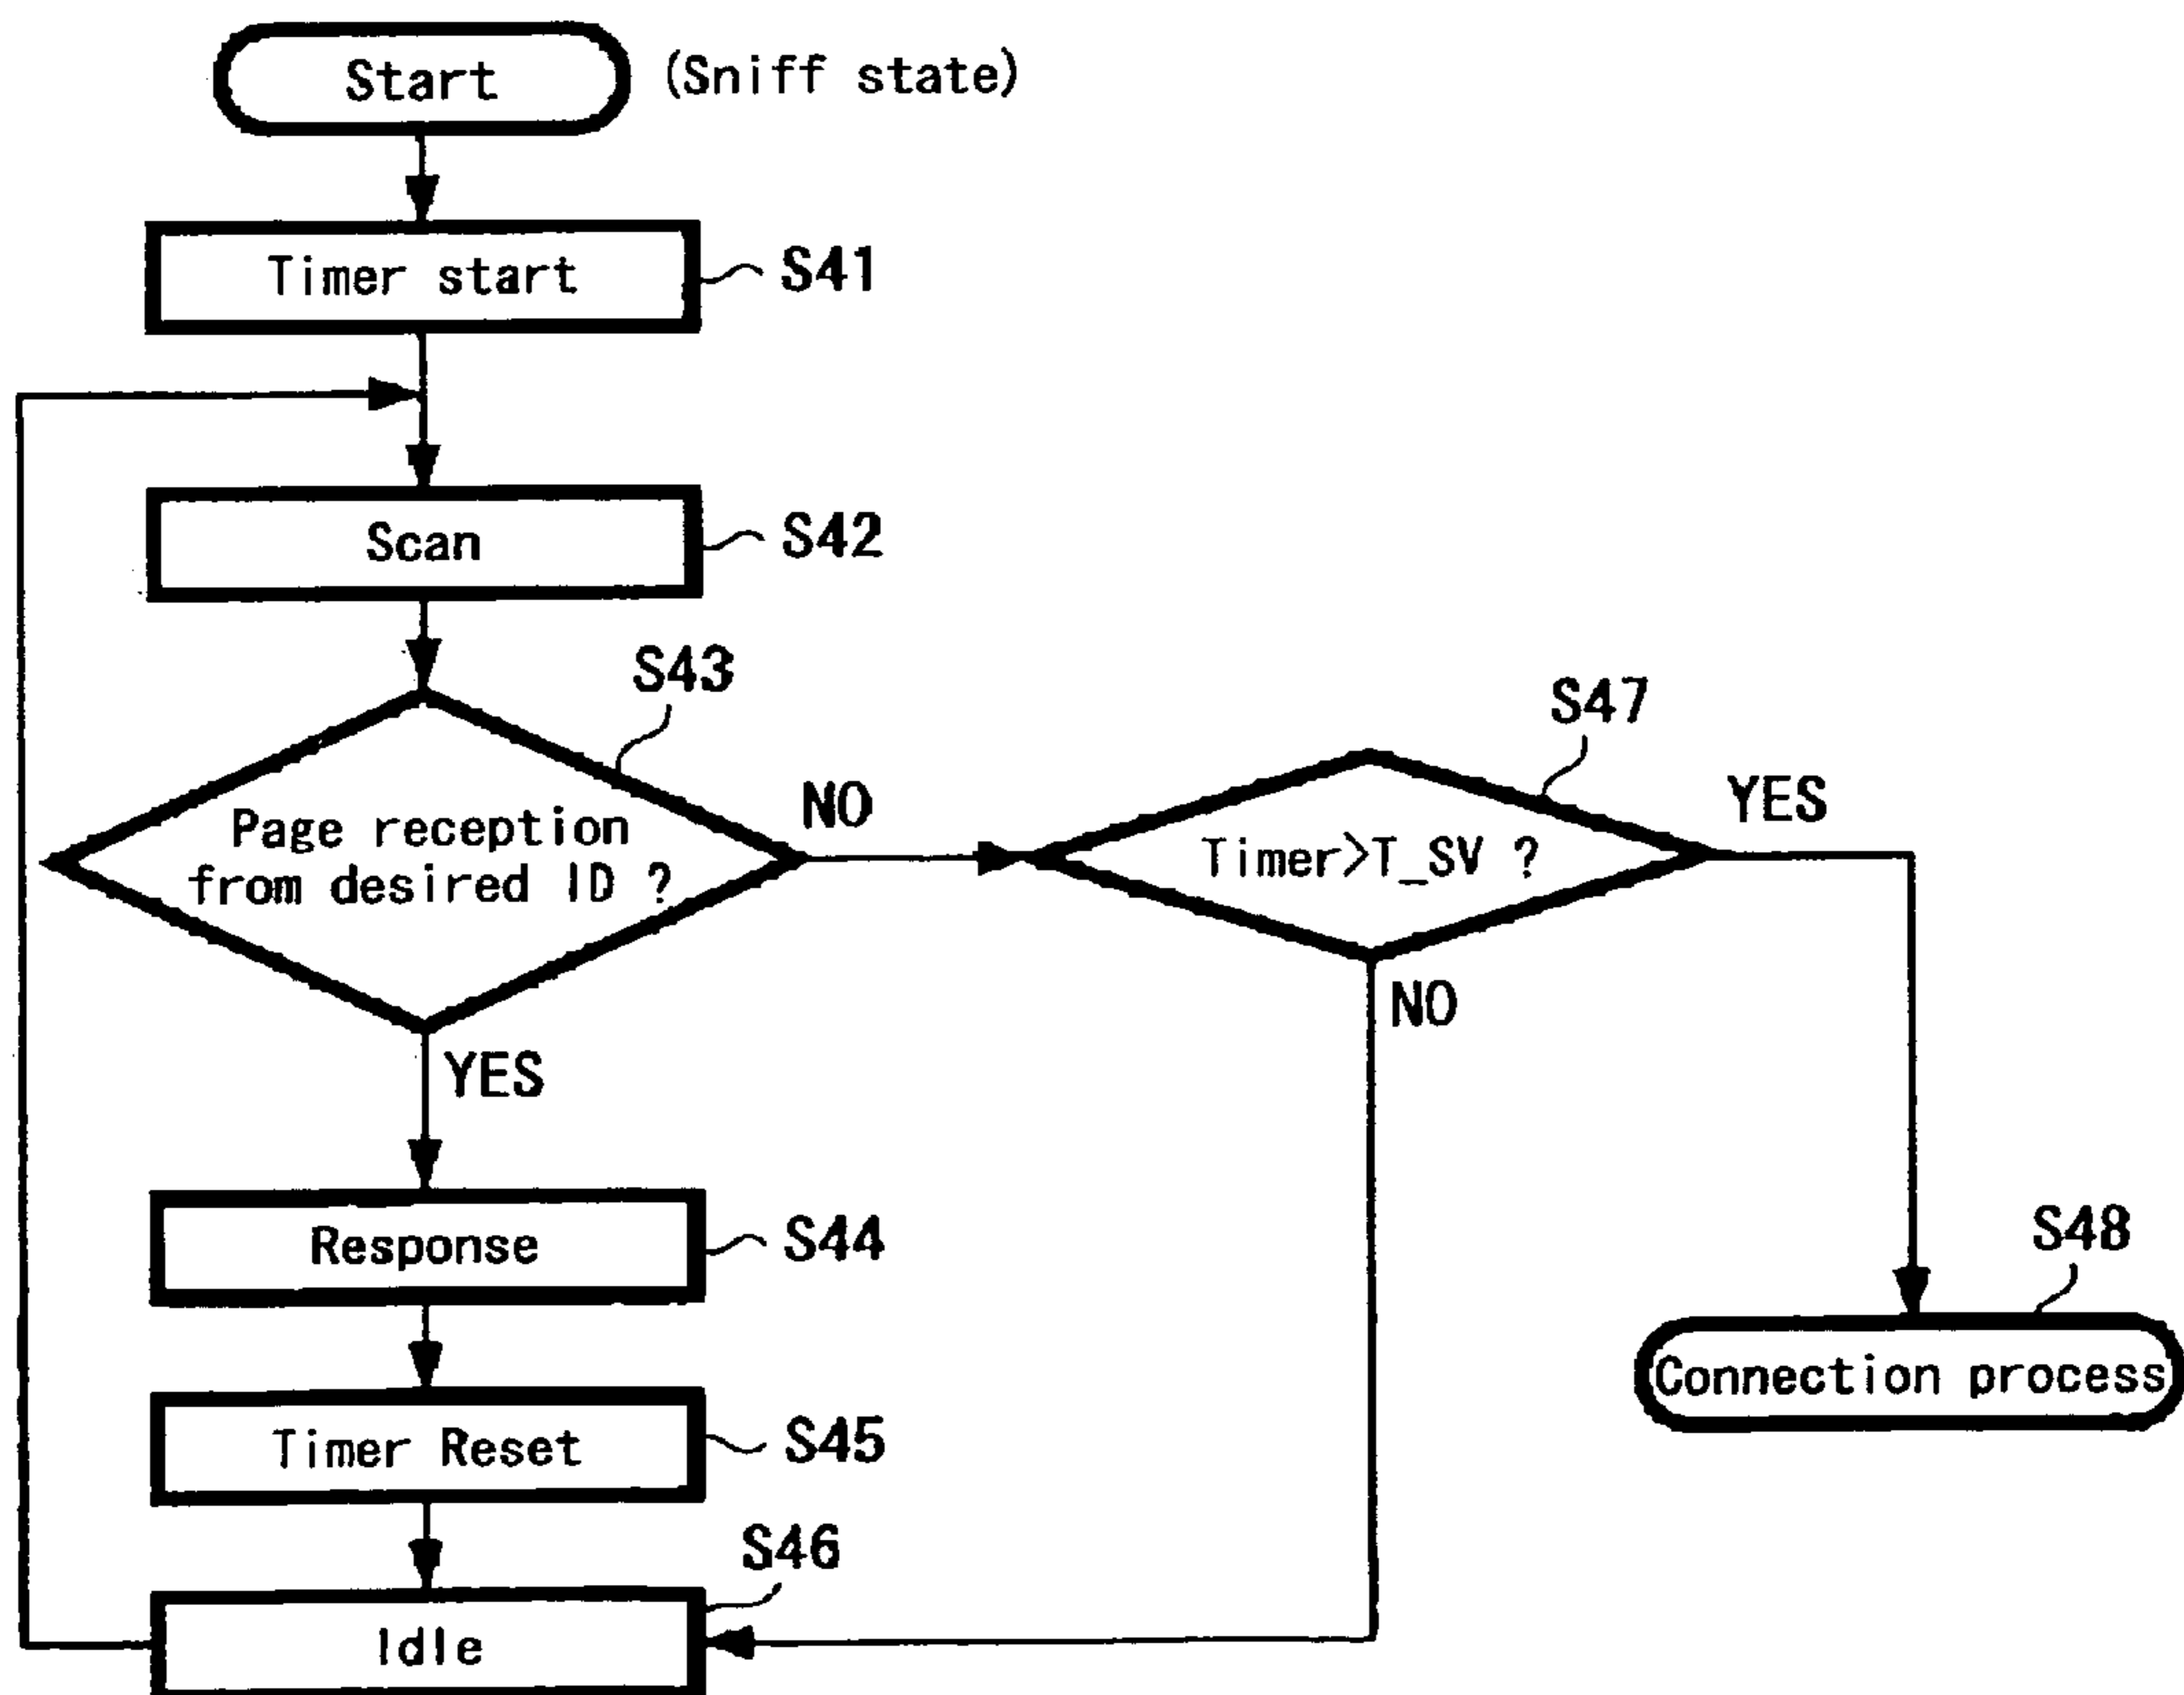 Start
(Sniff state)
Timer start
S41
Scan
S42
S43
Page reception
from desired ID ?
NO
YES
S47
Timer>T_SV ?
YES
NO
Response
S44
Timer Reset
S45
S46
Idle
S48
Connection process